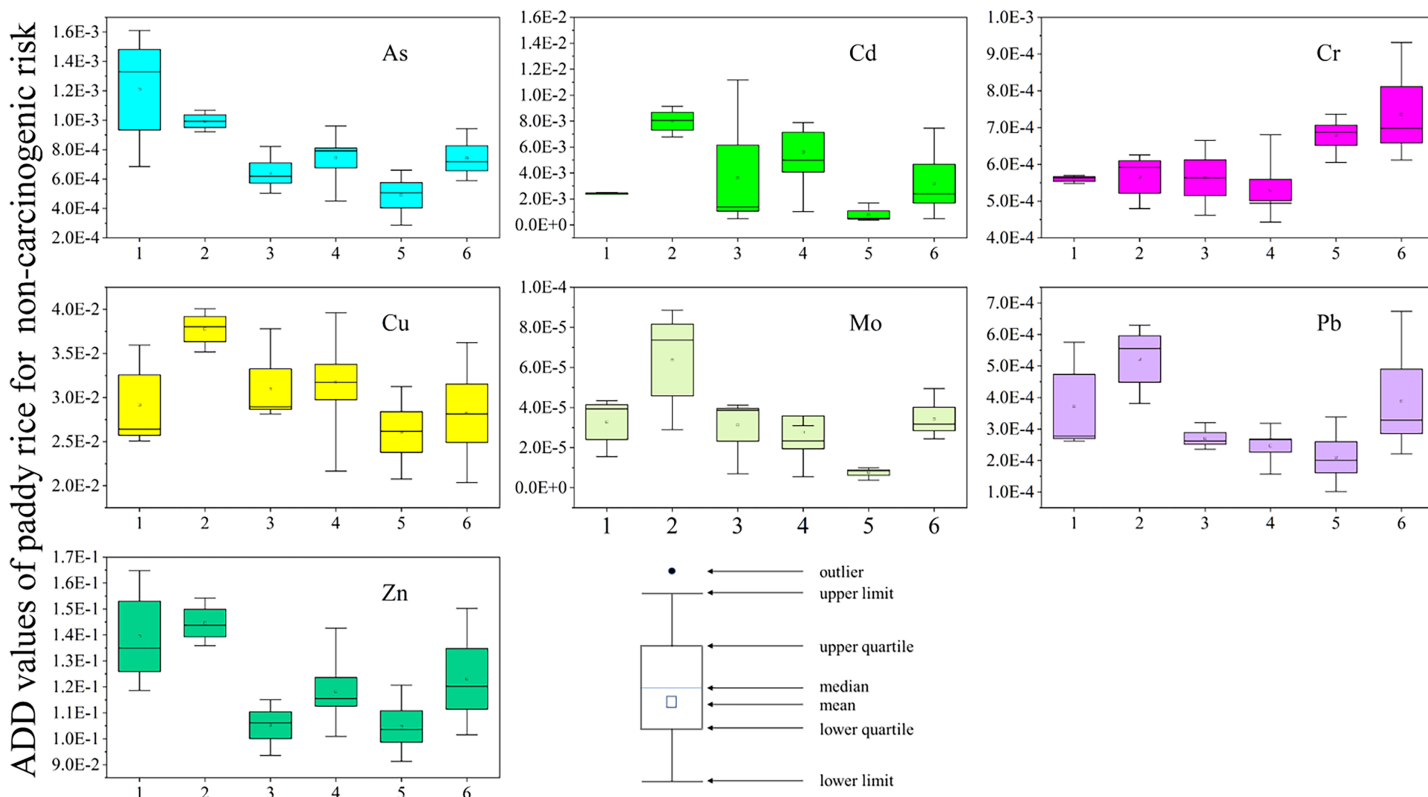 ADD values of paddy rice for non-carcinogenic risk
As
1.6E-3
1.4E-3
1.2E-3
1.0E-3
8.0E-4
6.0E-4
4.0E-4
2.0E-4
1 2 3 4 5 6
Cd
1.6E-2
1.4E-2
1.2E-2
1.0E-2
8.0E-3
6.0E-3
4.0E-3
2.0E-3
0.0E+0
1 2 3 4 5 6
Cr
1.0E-3
9.0E-4
8.0E-4
7.0E-4
6.0E-4
5.0E-4
4.0E-4
1 2 3 4 5 6
Cu
4.0E-2
3.5E-2
3.0E-2
2.5E-2
2.0E-2
1 2 3 4 5 6
Mo
1.0E-4
8.0E-5
6.0E-5
4.0E-5
2.0E-5
0.0E+0
1 2 3 4 5 6
Pb
7.0E-4
6.0E-4
5.0E-4
4.0E-4
3.0E-4
2.0E-4
1.0E-4
1 2 3 4 5 6
Zn
1.7E-1
1.6E-1
1.5E-1
1.4E-1
1.3E-1
1.2E-1
1.1E-1
1.0E-1
9.0E-2
1 2 3 4 5 6
outlier
upper limit
upper quartile
median
mean
lower quartile
lower limit